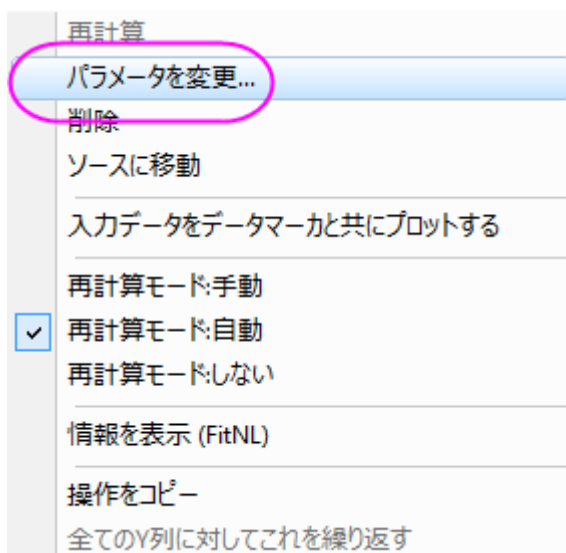 再計算
パラメータを変更...
削除
ソースに移動
入力データをデータマーカと共にプロットする
再計算モード:手動
再計算モード:自動
再計算モード:しない
情報を表示 (FitNL)
操作をコピー
全てのY列に対してこれを繰り返す